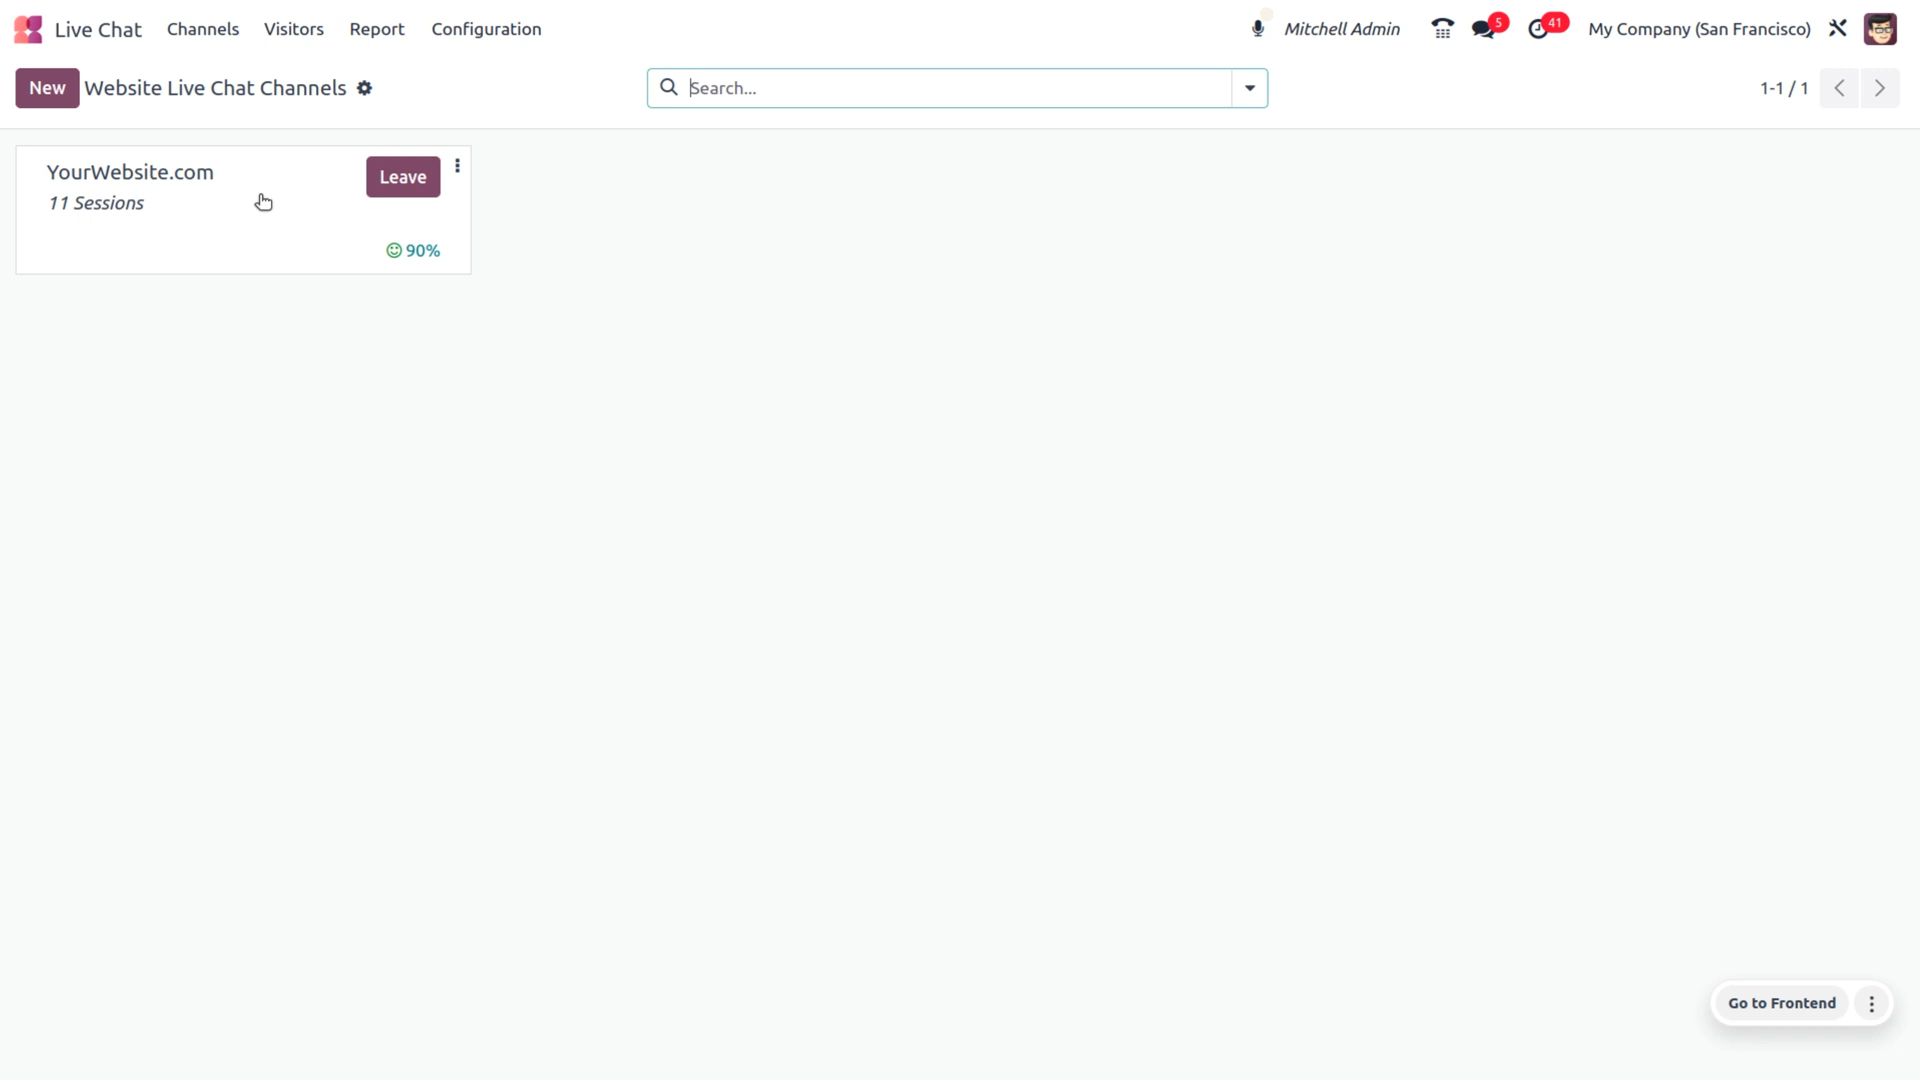 Live Chat Channels Visitors Report Configuration Mitchell Admin 5 41 My Company (San Francisco)
New Website Live Chat Channels Search... 1-1 / 1
YourWebsite.com Leave
11 Sessions
90%
Go to Frontend